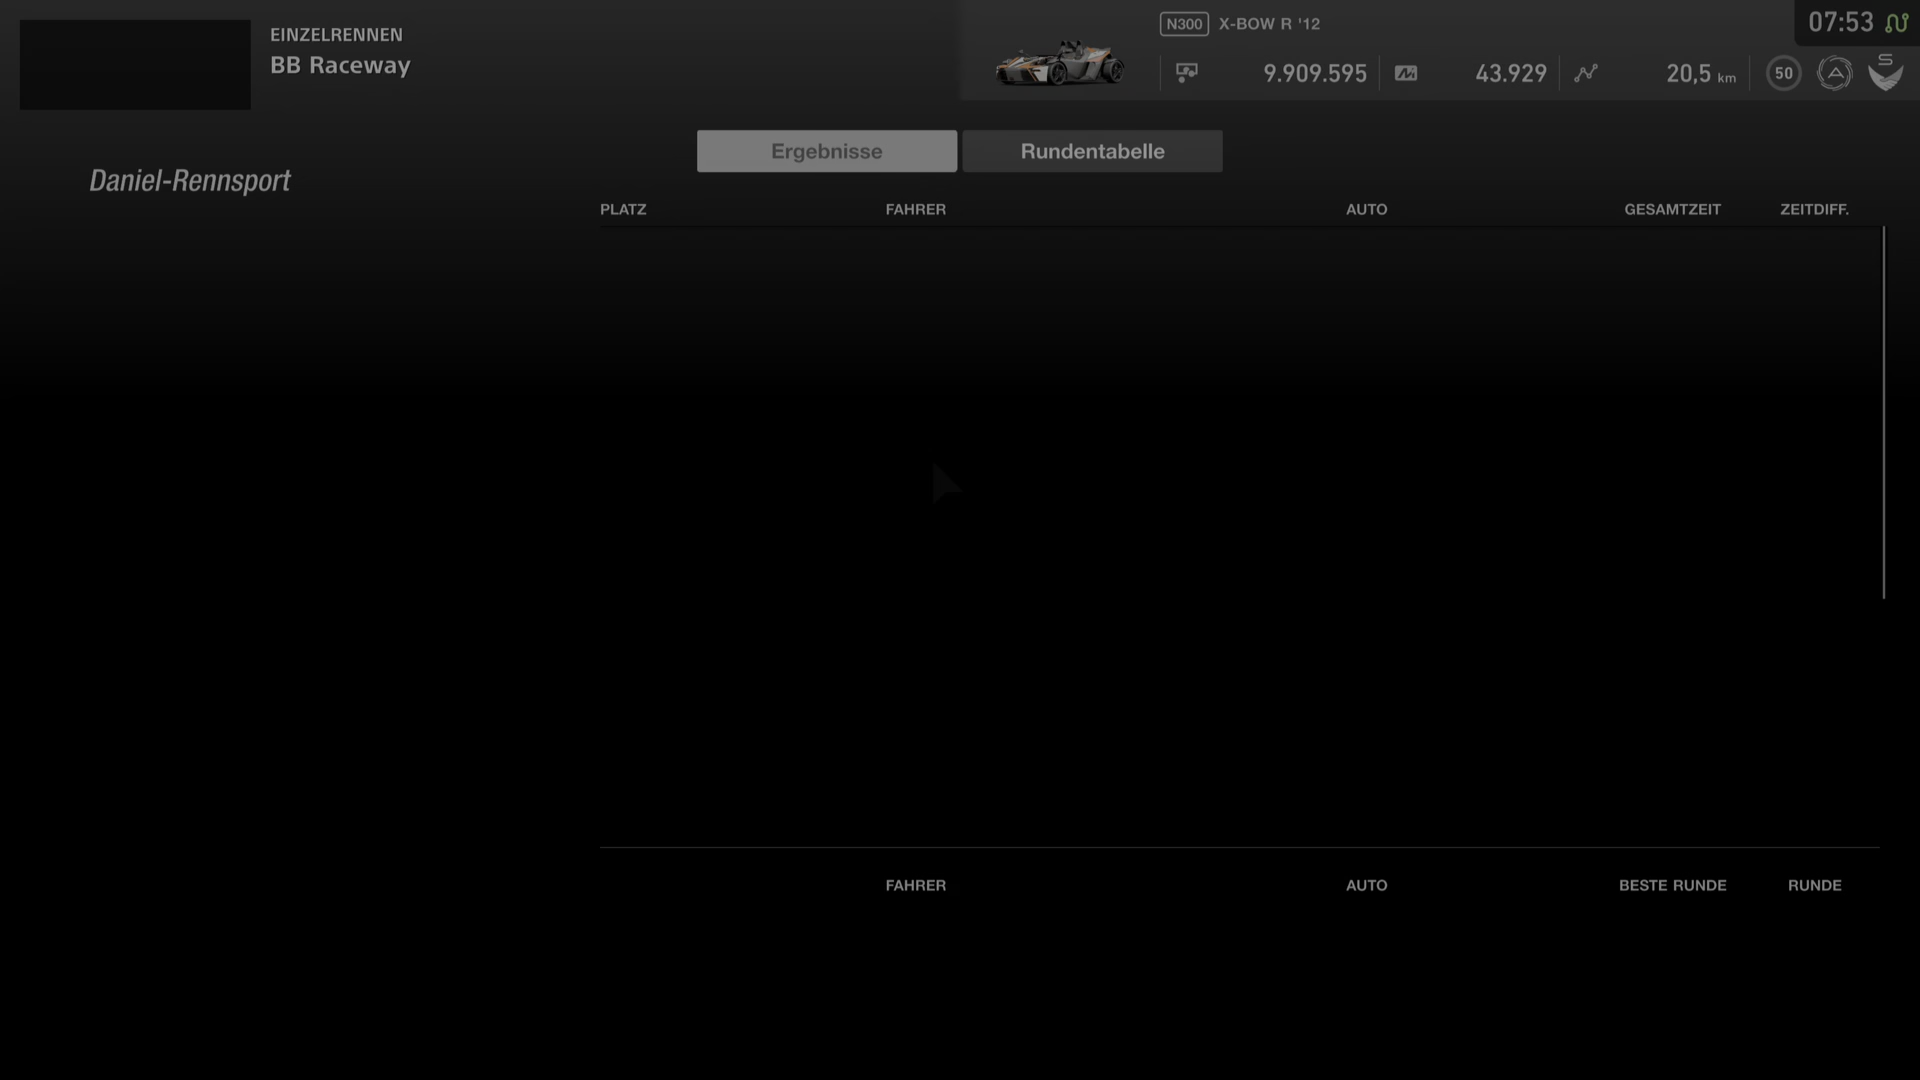 EINZELRENNEN
BB Raceway
N300 X-BOW R '12
07:53
9.909.595 43.929 20,5 km 50 S
Ergebnisse Rundentabelle
Daniel-Rennsport
PLATZ FAHRER AUTO GESAMTZEIT ZEITDIFF.
FAHRER AUTO BESTE RUNDE RUNDE